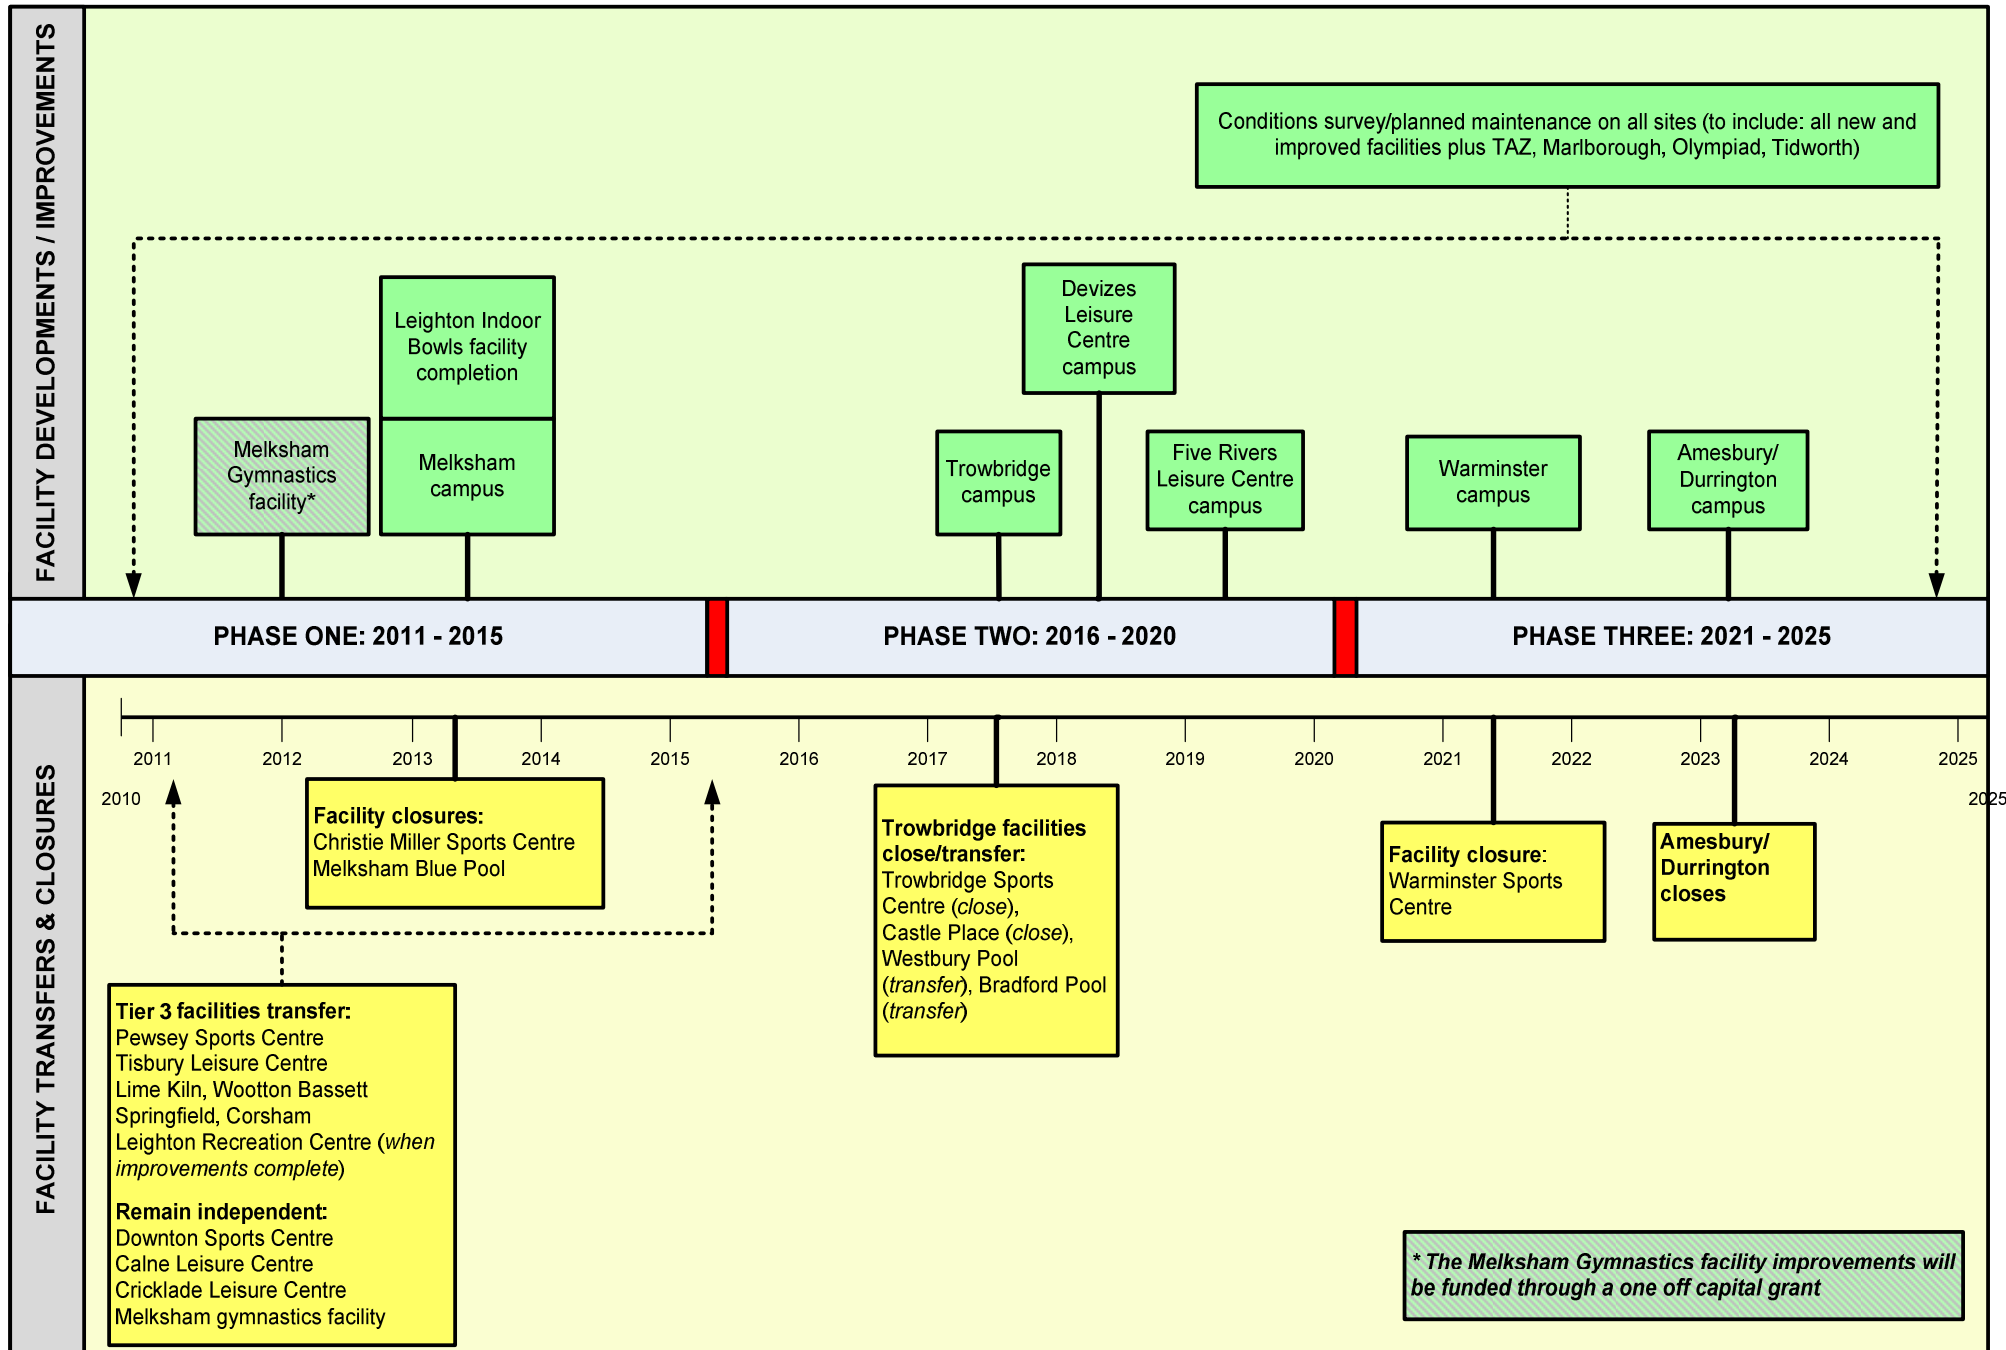 FACILITY DEVELOPMENTS / IMPROVEMENTS
Conditions survey/planned maintenance on all sites (to include: all new and
improved facilities plus TAZ, Marlborough, Olympiad, Tidworth)
Melksham
Gymnastics
facility*
Leighton Indoor
Bowls facility
completion
Melksham
campus
Trowbridge
campus
Devizes
Leisure
Centre
campus
Five Rivers
Leisure Centre
campus
Warminster
campus
Amesbury/
Durrington
campus
PHASE ONE: 2011 - 2015
PHASE TWO: 2016 - 2020
PHASE THREE: 2021 - 2025
FACILITY TRANSFERS & CLOSURES
2011
2012
2013
2014
2015
2016
2017
2018
2019
2020
2021
2022
2023
2024
2025
2010
2025
Facility closures:
Christie Miller Sports Centre
Melksham Blue Pool
Trowbridge facilities
close/transfer:
Trowbridge Sports
Centre (close),
Castle Place (close),
Westbury Pool
(transfer), Bradford Pool
(transfer)
Facility closure:
Warminster Sports
Centre
Amesbury/
Durrington
closes
Tier 3 facilities transfer:
Pewsey Sports Centre
Tisbury Leisure Centre
Lime Kiln, Wootton Bassett
Springfield, Corsham
Leighton Recreation Centre (when
improvements complete)
Remain independent:
Downton Sports Centre
Calne Leisure Centre
Cricklade Leisure Centre
Melksham gymnastics facility
* The Melksham Gymnastics facility improvements will
be funded through a one off capital grant